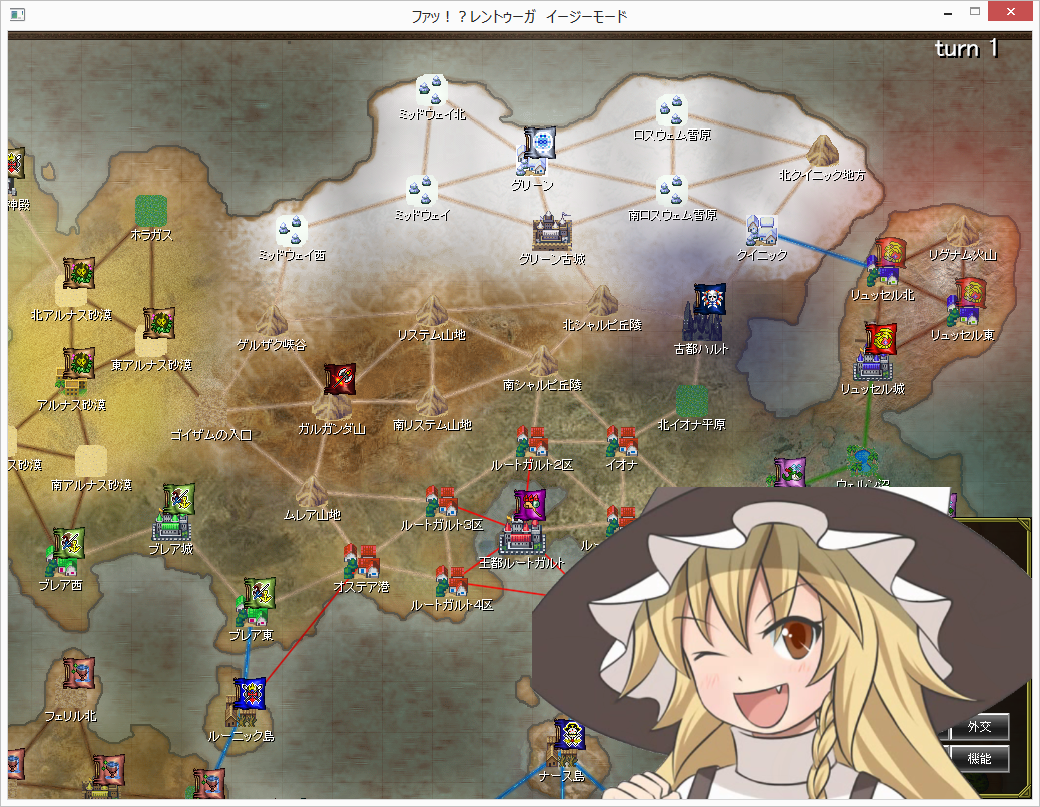 ファッ！？レントゥーガ イージーモード
turn 1
ミッドウェイ北
ロスウェム雪原
グリーン
北クイニック地方
神殿
ミッドウェイ
南ロスウェム雪原
ホラガス
ミッドウェイ西
グリーン古城
クイニック
リグナム火山
リュッセル北
北アルナス砂漠
リステム山地
北シャルビ丘陵
リュッセル東
ゲルザク峡谷
古都ハルト
東アルナス砂漠
南シャルビ丘陵
リュッセル城
アルナス砂漠
ゴイザムの入口
ガルガンダ山
南リステム山地
北イオナ平原
ス砂漠
ルートガルト2区
イオナ
南アルナス砂漠
ウェルン沼
ムレア山地
ルートガルト3区
ブレア城
ルー
王都ルートガルト
ブレア西
オステア港
ルートガルト4区
ブレア東
フェリル北
ルーニック島
外交
機能
ナース島